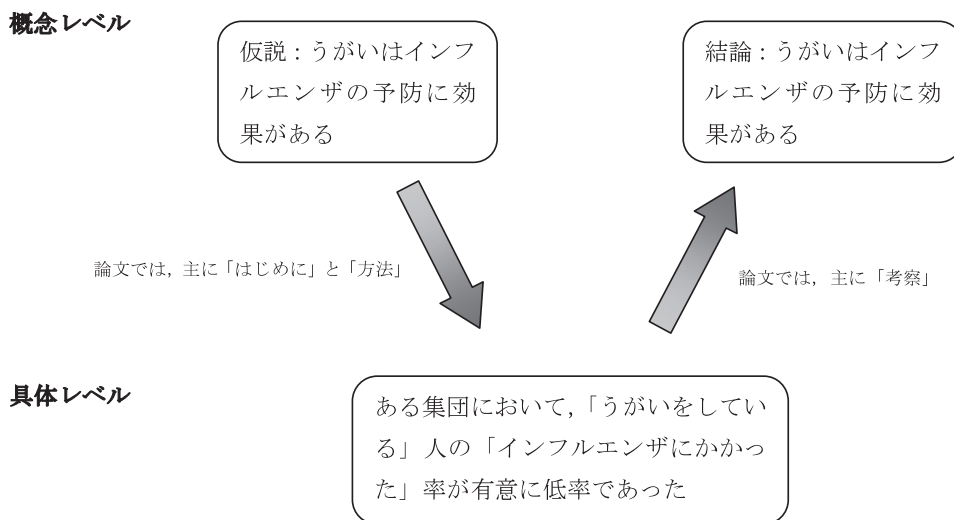 概念レベル
仮説：うがいはインフ
ルエンザの予防に効
果がある
結論：うがいはインフ
ルエンザの予防に効
果がある
論文では，主に「はじめに」と「方法」
論文では，主に「考察」
具体レベル
ある集団において，「うがいをしてい
る」人の「インフルエンザにかかっ
た」率が有意に低率であった